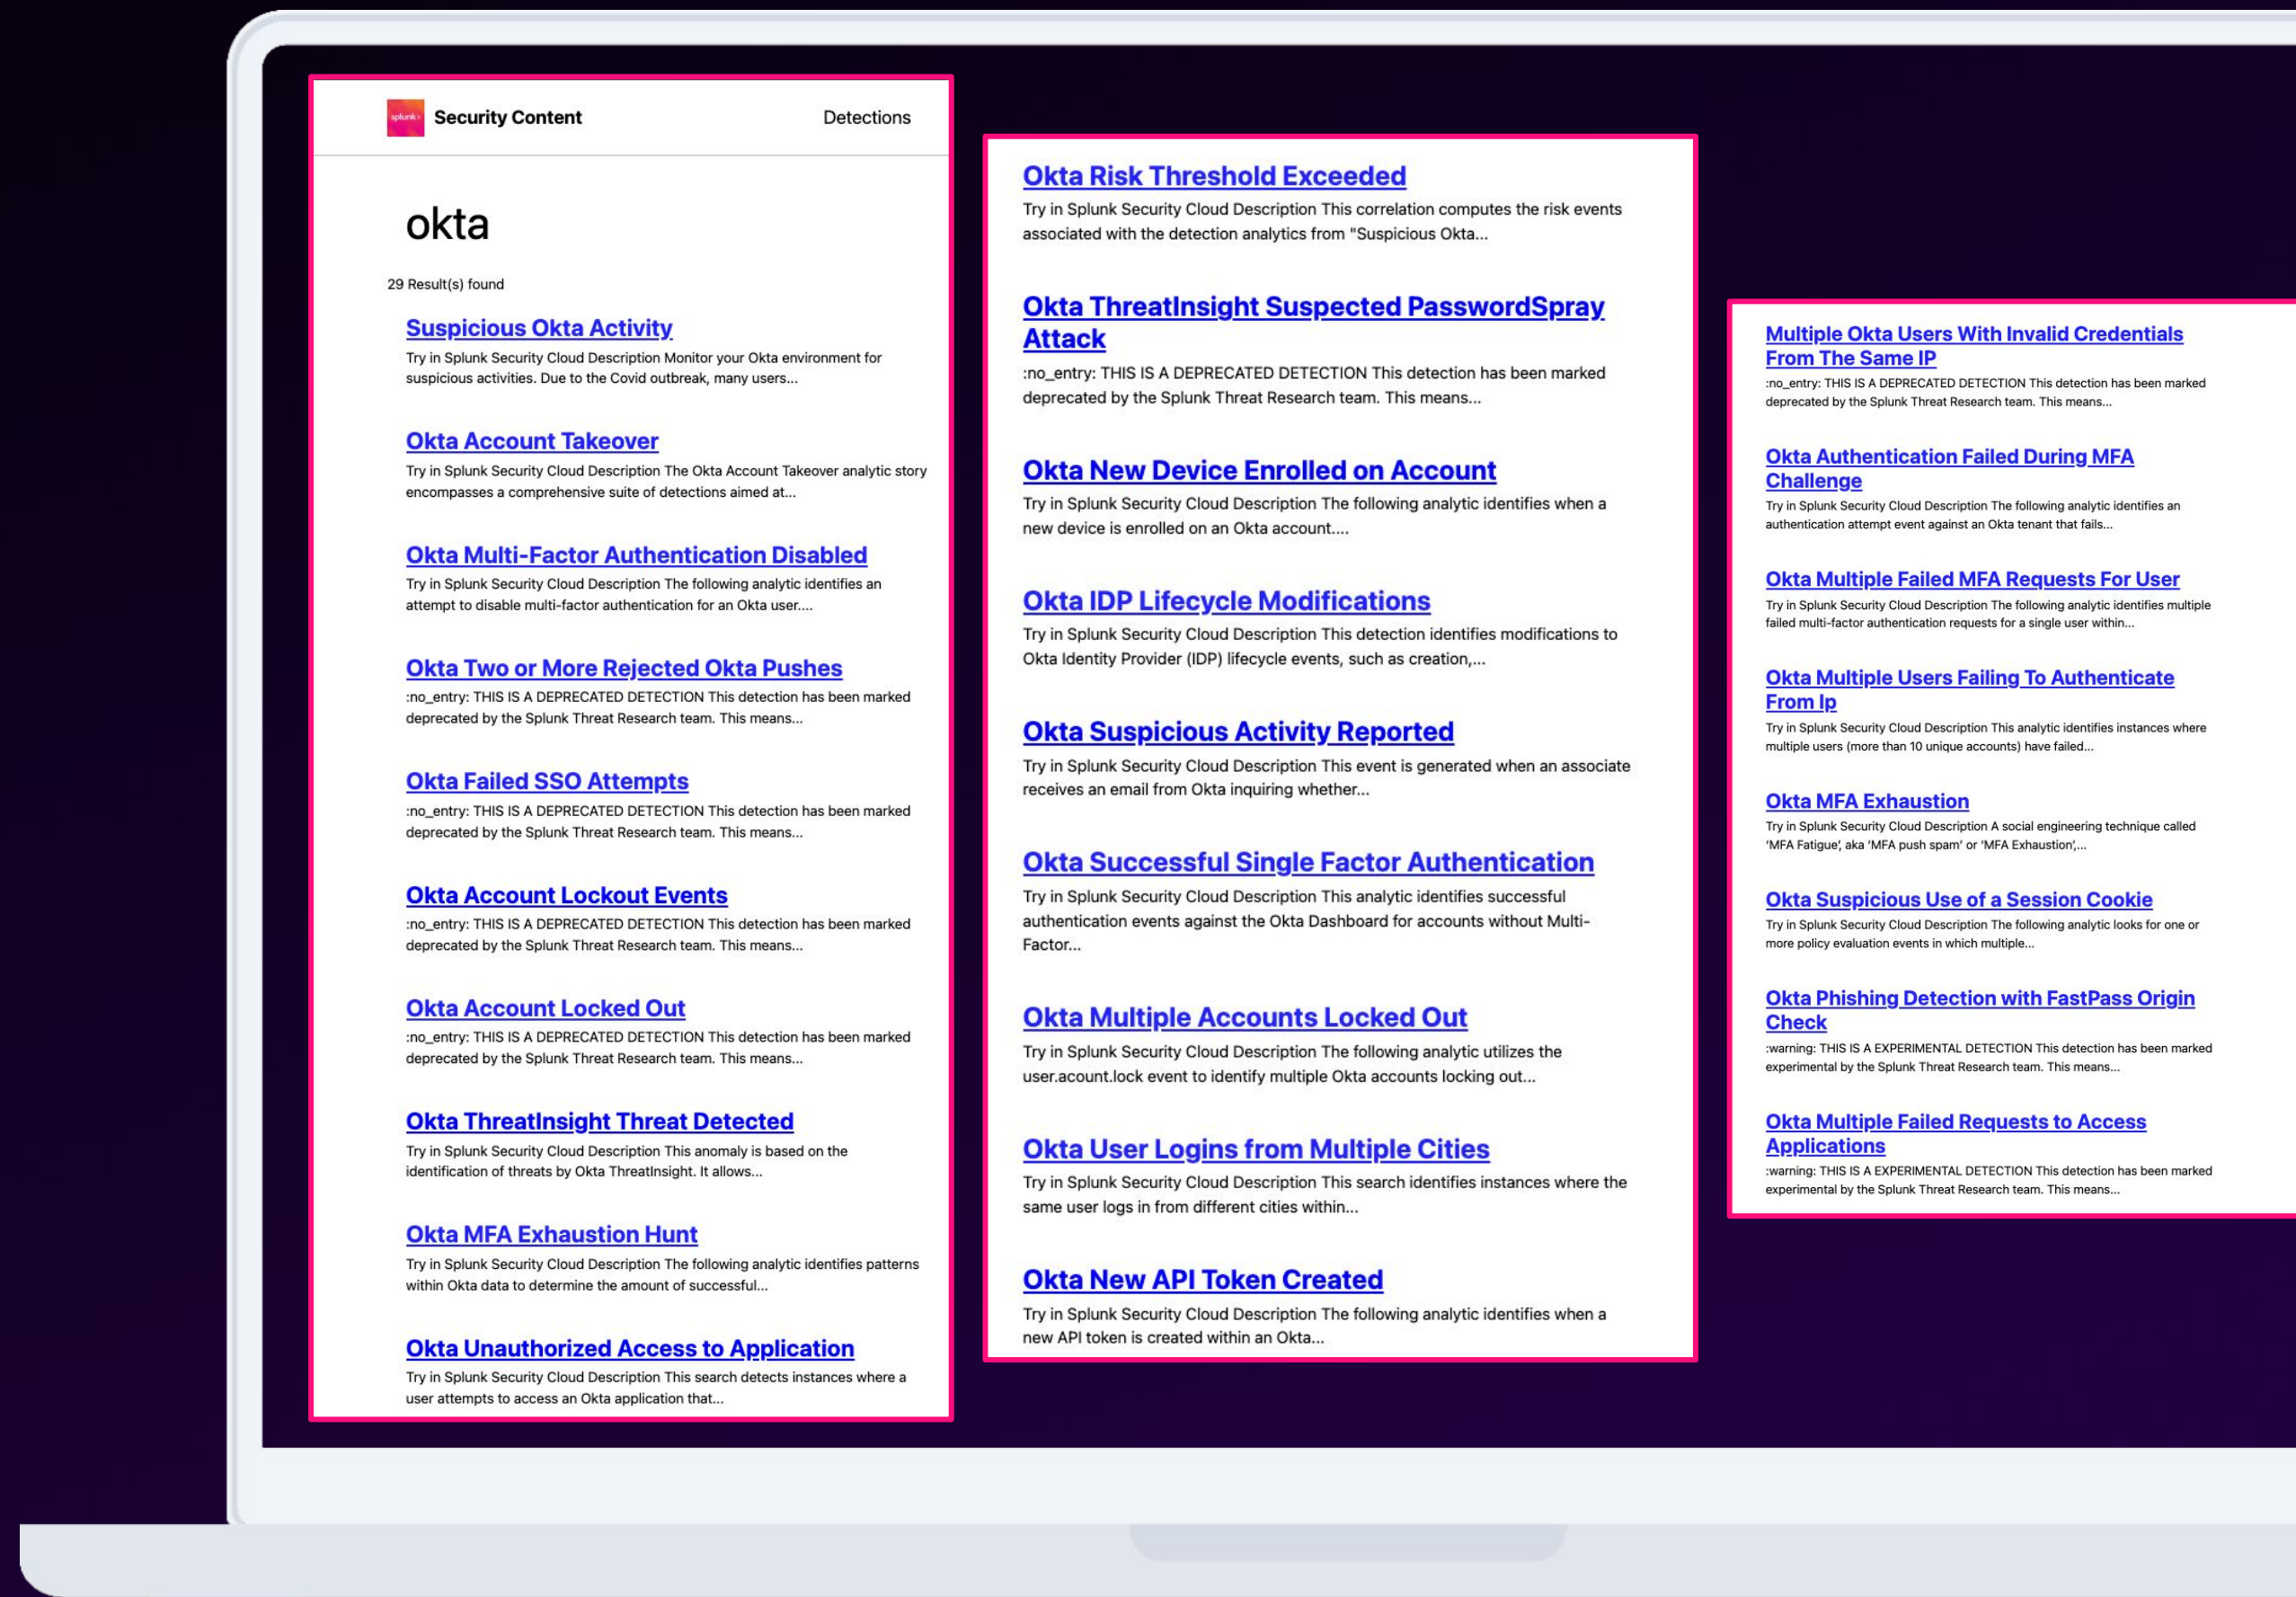 splunk>
Security Content
Detections
okta
29 Result(s) found
Suspicious Okta Activity
Try in Splunk Security Cloud Description Monitor your Okta environment for
suspicious activities. Due to the Covid outbreak, many users...
Okta Account Takeover
Try in Splunk Security Cloud Description The Okta Account Takeover analytic story
encompasses a comprehensive suite of detections aimed at...
Okta Multi-Factor Authentication Disabled
Try in Splunk Security Cloud Description The following analytic identifies an
attempt to disable multi-factor authentication for an Okta user....
Okta Two or More Rejected Okta Pushes
:no_entry: THIS IS A DEPRECATED DETECTION This detection has been marked
deprecated by the Splunk Threat Research team. This means...
Okta Failed SSO Attempts
:no_entry: THIS IS A DEPRECATED DETECTION This detection has been marked
deprecated by the Splunk Threat Research team. This means...
Okta Account Lockout Events
:no_entry: THIS IS A DEPRECATED DETECTION This detection has been marked
deprecated by the Splunk Threat Research team. This means...
Okta Account Locked Out
:no_entry: THIS IS A DEPRECATED DETECTION This detection has been marked
deprecated by the Splunk Threat Research team. This means...
Okta ThreatInsight Threat Detected
Try in Splunk Security Cloud Description This anomaly is based on the
identification of threats by Okta ThreatInsight. It allows...
Okta MFA Exhaustion Hunt
Try in Splunk Security Cloud Description The following analytic identifies patterns
within Okta data to determine the amount of successful...
Okta Unauthorized Access to Application
Try in Splunk Security Cloud Description This search detects instances where a
user attempts to access an Okta application that...
Okta Risk Threshold Exceeded
Try in Splunk Security Cloud Description This correlation computes the risk events
associated with the detection analytics from "Suspicious Okta...
Okta ThreatInsight Suspected PasswordSpray
Attack
:no_entry: THIS IS A DEPRECATED DETECTION This detection has been marked
deprecated by the Splunk Threat Research team. This means...
Okta New Device Enrolled on Account
Try in Splunk Security Cloud Description The following analytic identifies when a
new device is enrolled on an Okta account....
Okta IDP Lifecycle Modifications
Try in Splunk Security Cloud Description This detection identifies modifications to
Okta Identity Provider (IDP) lifecycle events, such as creation,...
Okta Suspicious Activity Reported
Try in Splunk Security Cloud Description This event is generated when an associate
receives an email from Okta inquiring whether...
Okta Successful Single Factor Authentication
Try in Splunk Security Cloud Description This analytic identifies successful
authentication events against the Okta Dashboard for accounts without Multi-
Factor...
Okta Multiple Accounts Locked Out
Try in Splunk Security Cloud Description The following analytic utilizes the
user.acount.lock event to identify multiple Okta accounts locking out...
Okta User Logins from Multiple Cities
Try in Splunk Security Cloud Description This search identifies instances where the
same user logs in from different cities within...
Okta New API Token Created
Try in Splunk Security Cloud Description The following analytic identifies when a
new API token is created within an Okta...
Multiple Okta Users With Invalid Credentials
From The Same IP
:no_entry: THIS IS A DEPRECATED DETECTION This detection has been marked
deprecated by the Splunk Threat Research team. This means...
Okta Authentication Failed During MFA
Challenge
Try in Splunk Security Cloud Description The following analytic identifies an
authentication attempt event against an Okta tenant that fails...
Okta Multiple Failed MFA Requests For User
Try in Splunk Security Cloud Description The following analytic identifies multiple
failed multi-factor authentication requests for a single user within...
Okta Multiple Users Failing To Authenticate
From Ip
Try in Splunk Security Cloud Description This analytic identifies instances where
multiple users (more than 10 unique accounts) have failed...
Okta MFA Exhaustion
Try in Splunk Security Cloud Description A social engineering technique called
‘MFA Fatigue’, aka ‘MFA push spam’ or ‘MFA Exhaustion’,...
Okta Suspicious Use of a Session Cookie
Try in Splunk Security Cloud Description The following analytic looks for one or
more policy evaluation events in which multiple...
Okta Phishing Detection with FastPass Origin
Check
:warning: THIS IS A EXPERIMENTAL DETECTION This detection has been marked
experimental by the Splunk Threat Research team. This means...
Okta Multiple Failed Requests to Access
Applications
:warning: THIS IS A EXPERIMENTAL DETECTION This detection has been marked
experimental by the Splunk Threat Research team. This means...